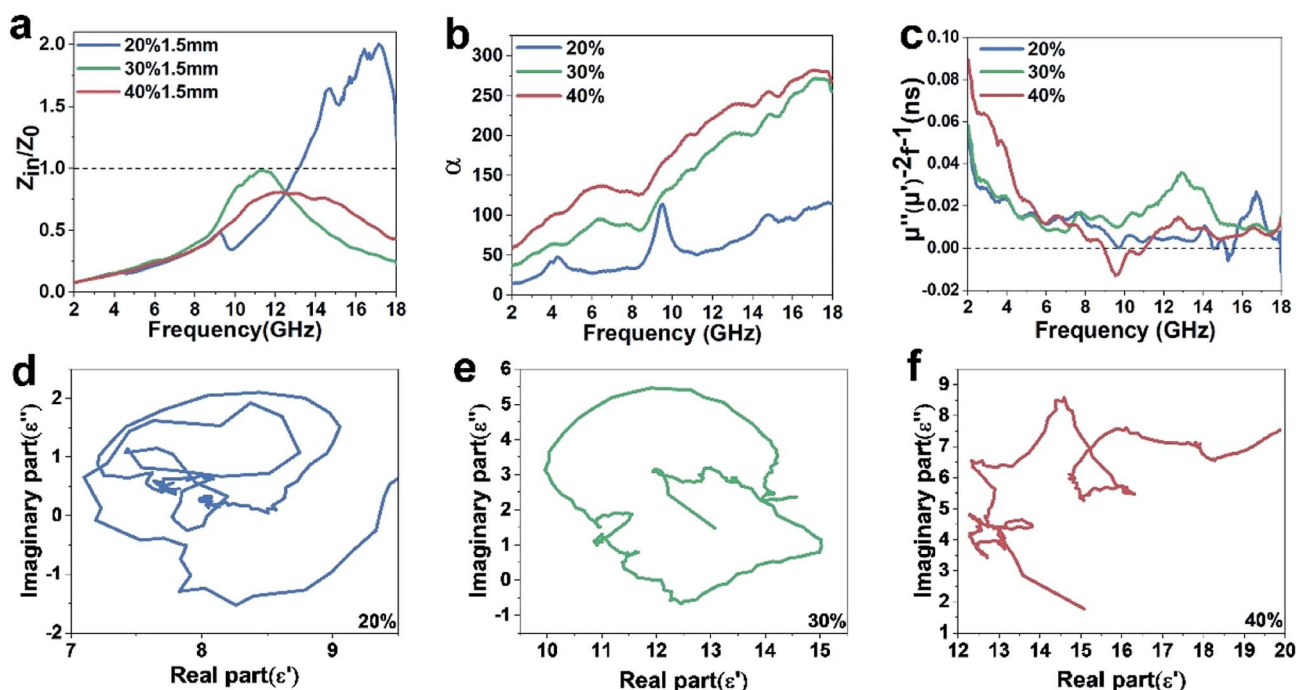 a
Z_in/Z_0
2.0
1.5
1.0
0.5
0.0
20%1.5mm
30%1.5mm
40%1.5mm
2 4 6 8 10 12 14 16 18
Frequency(GHz)
b
α
300
250
200
150
100
50
0
20%
30%
40%
2 4 6 8 10 12 14 16 18
Frequency (GHz)
c
μ''(μ')⁻²f⁻¹(ns)
0.10
0.08
0.06
0.04
0.02
0.00
-0.02
20%
30%
40%
2 4 6 8 10 12 14 16 18
Frequency (GHz)
d
Imaginary part(ε'')
2
1
0
-1
-2
20%
7 8 9
Real part(ε')
e
Imaginary part(ε'')
6
5
4
3
2
1
0
-1
30%
10 11 12 13 14 15
Real part(ε')
f
Imaginary part(ε'')
9
8
7
6
5
4
3
2
1
40%
12 13 14 15 16 17 18 19 20
Real part(ε')